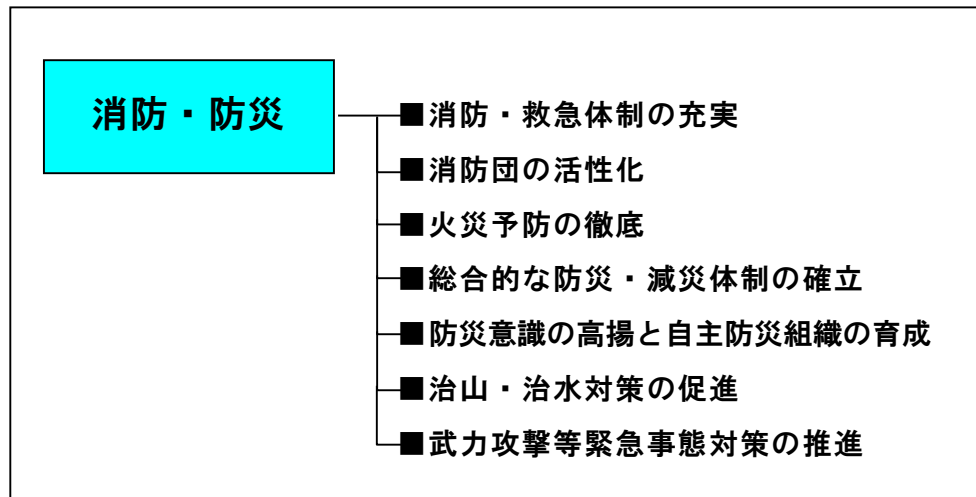 消防・防災
■消防・救急体制の充実
■消防団の活性化
■火災予防の徹底
■総合的な防災・減災体制の確立
■防災意識の高揚と自主防災組織の育成
■治山・治水対策の促進
■武力攻撃等緊急事態対策の推進